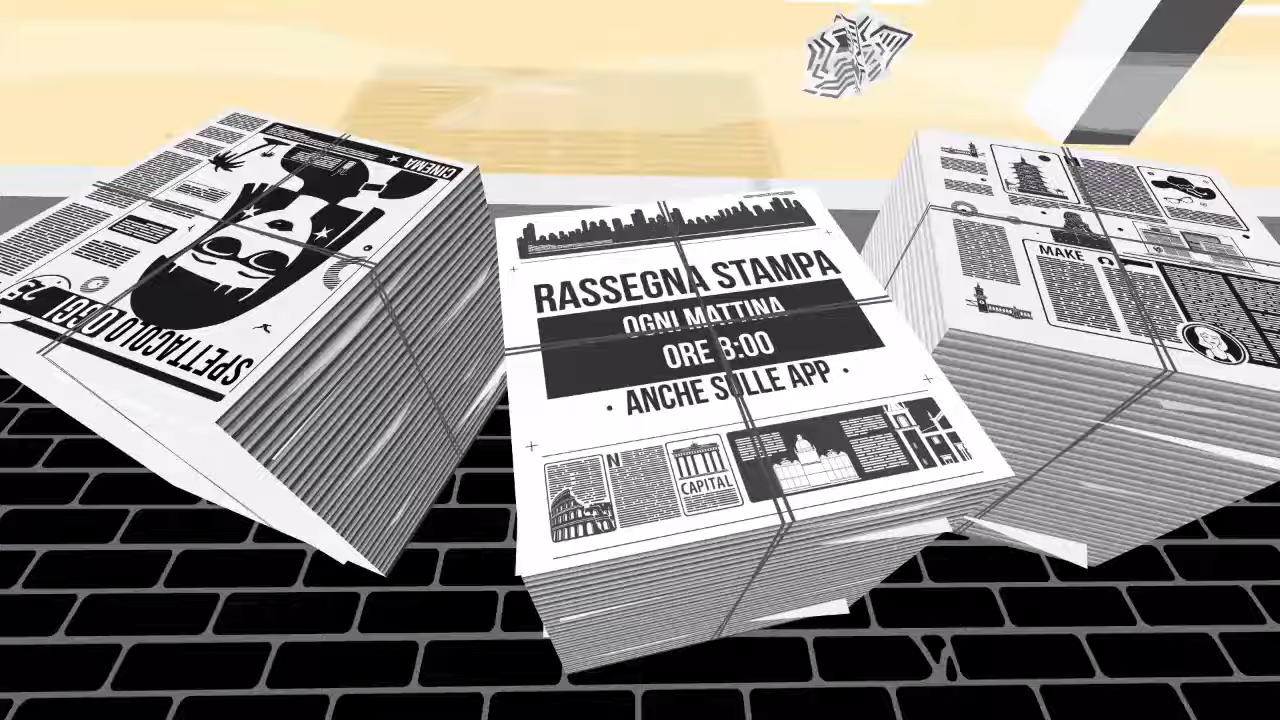 CINEMA
SPETTACOLO OGGI
RASSEGNA STAMPA
OGNI MATTINA
ORE 8:00
· ANCHE SULLE APP ·
N
CAPITAL
MAKE